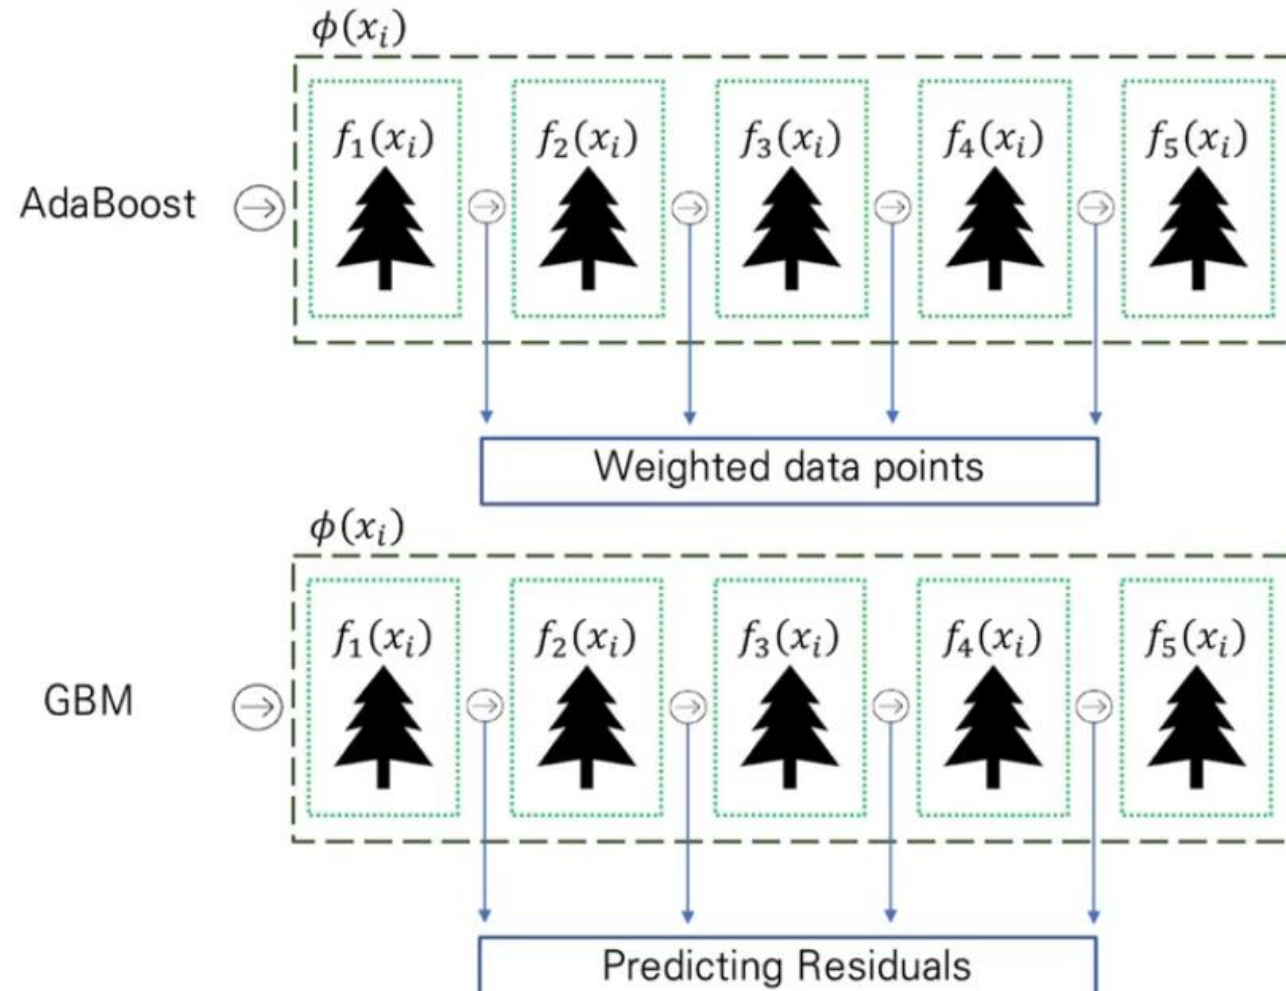 ϕ(xᵢ)
f₁(xᵢ) f₂(xᵢ) f₃(xᵢ) f₄(xᵢ) f₅(xᵢ)
AdaBoost
Weighted data points
ϕ(xᵢ)
f₁(xᵢ) f₂(xᵢ) f₃(xᵢ) f₄(xᵢ) f₅(xᵢ)
GBM
Predicting Residuals